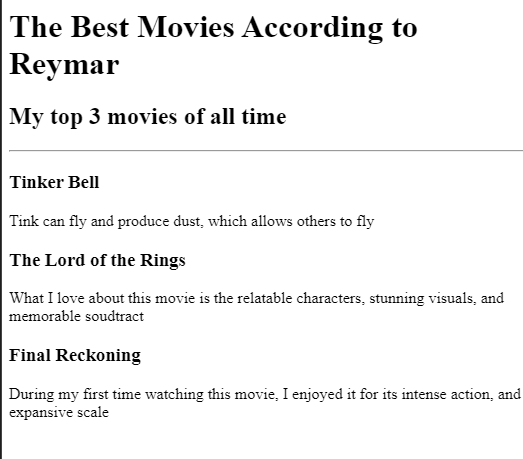 The Best Movies According to
Reymar
My top 3 movies of all time
Tinker Bell
Tink can fly and produce dust, which allows others to fly
The Lord of the Rings
What I love about this movie is the relatable characters, stunning visuals, and
memorable soudtract
Final Reckoning
During my first time watching this movie, I enjoyed it for its intense action, and
expansive scale